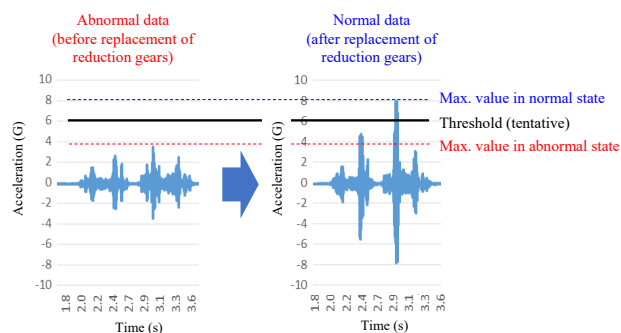 Abnormal data
(before replacement of
reduction gears)
Normal data
(after replacement of
reduction gears)
Acceleration (G)
10
8
6
4
2
0
-2
-4
-6
-8
-10
1.8 2.0 2.2 2.4 2.7 2.9 3.1 3.3 3.6
Time (s)
Acceleration (G)
10
8
6
4
2
0
-2
-4
-6
-8
-10
1.8 2.0 2.2 2.4 2.7 2.9 3.1 3.3 3.6
Time (s)
Max. value in normal state
Threshold (tentative)
Max. value in abnormal state